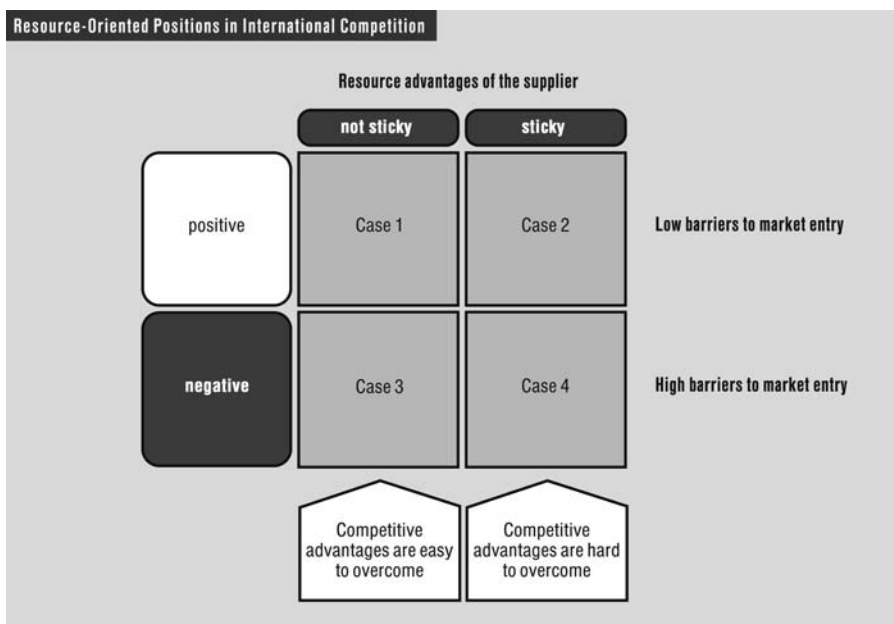 Resource-Oriented Positions in International Competition
Resource advantages of the supplier
not sticky
sticky
positive
Case 1
Case 2
Low barriers to market entry
negative
Case 3
Case 4
High barriers to market entry
Competitive
advantages are easy
to overcome
Competitive
advantages are hard
to overcome